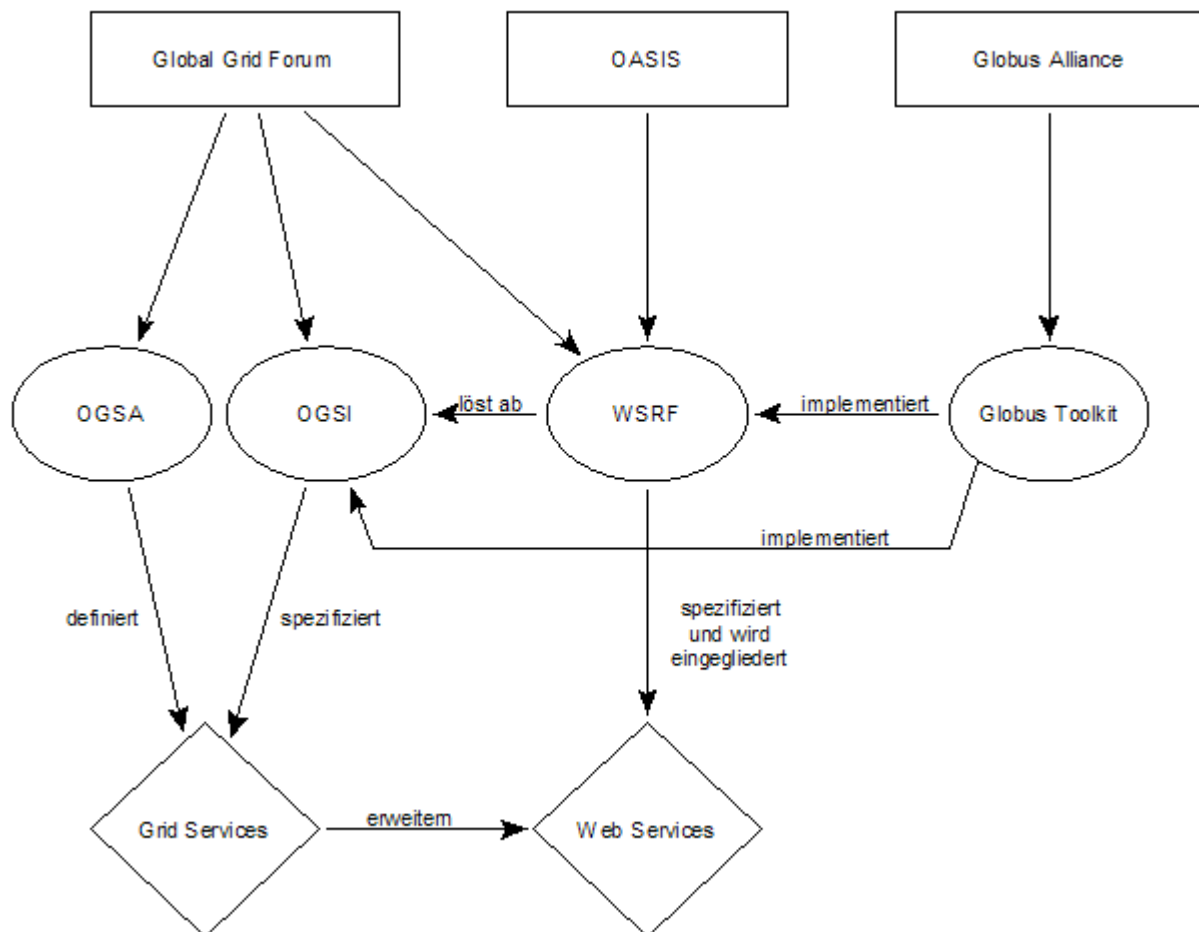 Global Grid Forum
OASIS
Globus Alliance
OGSA
OGSI
löst ab
WSRF
implementiert
Globus Toolkit
implementiert
definiert
spezifiziert
spezifiziert
und wird
eingegliedert
Grid Services
erweitern
Web Services